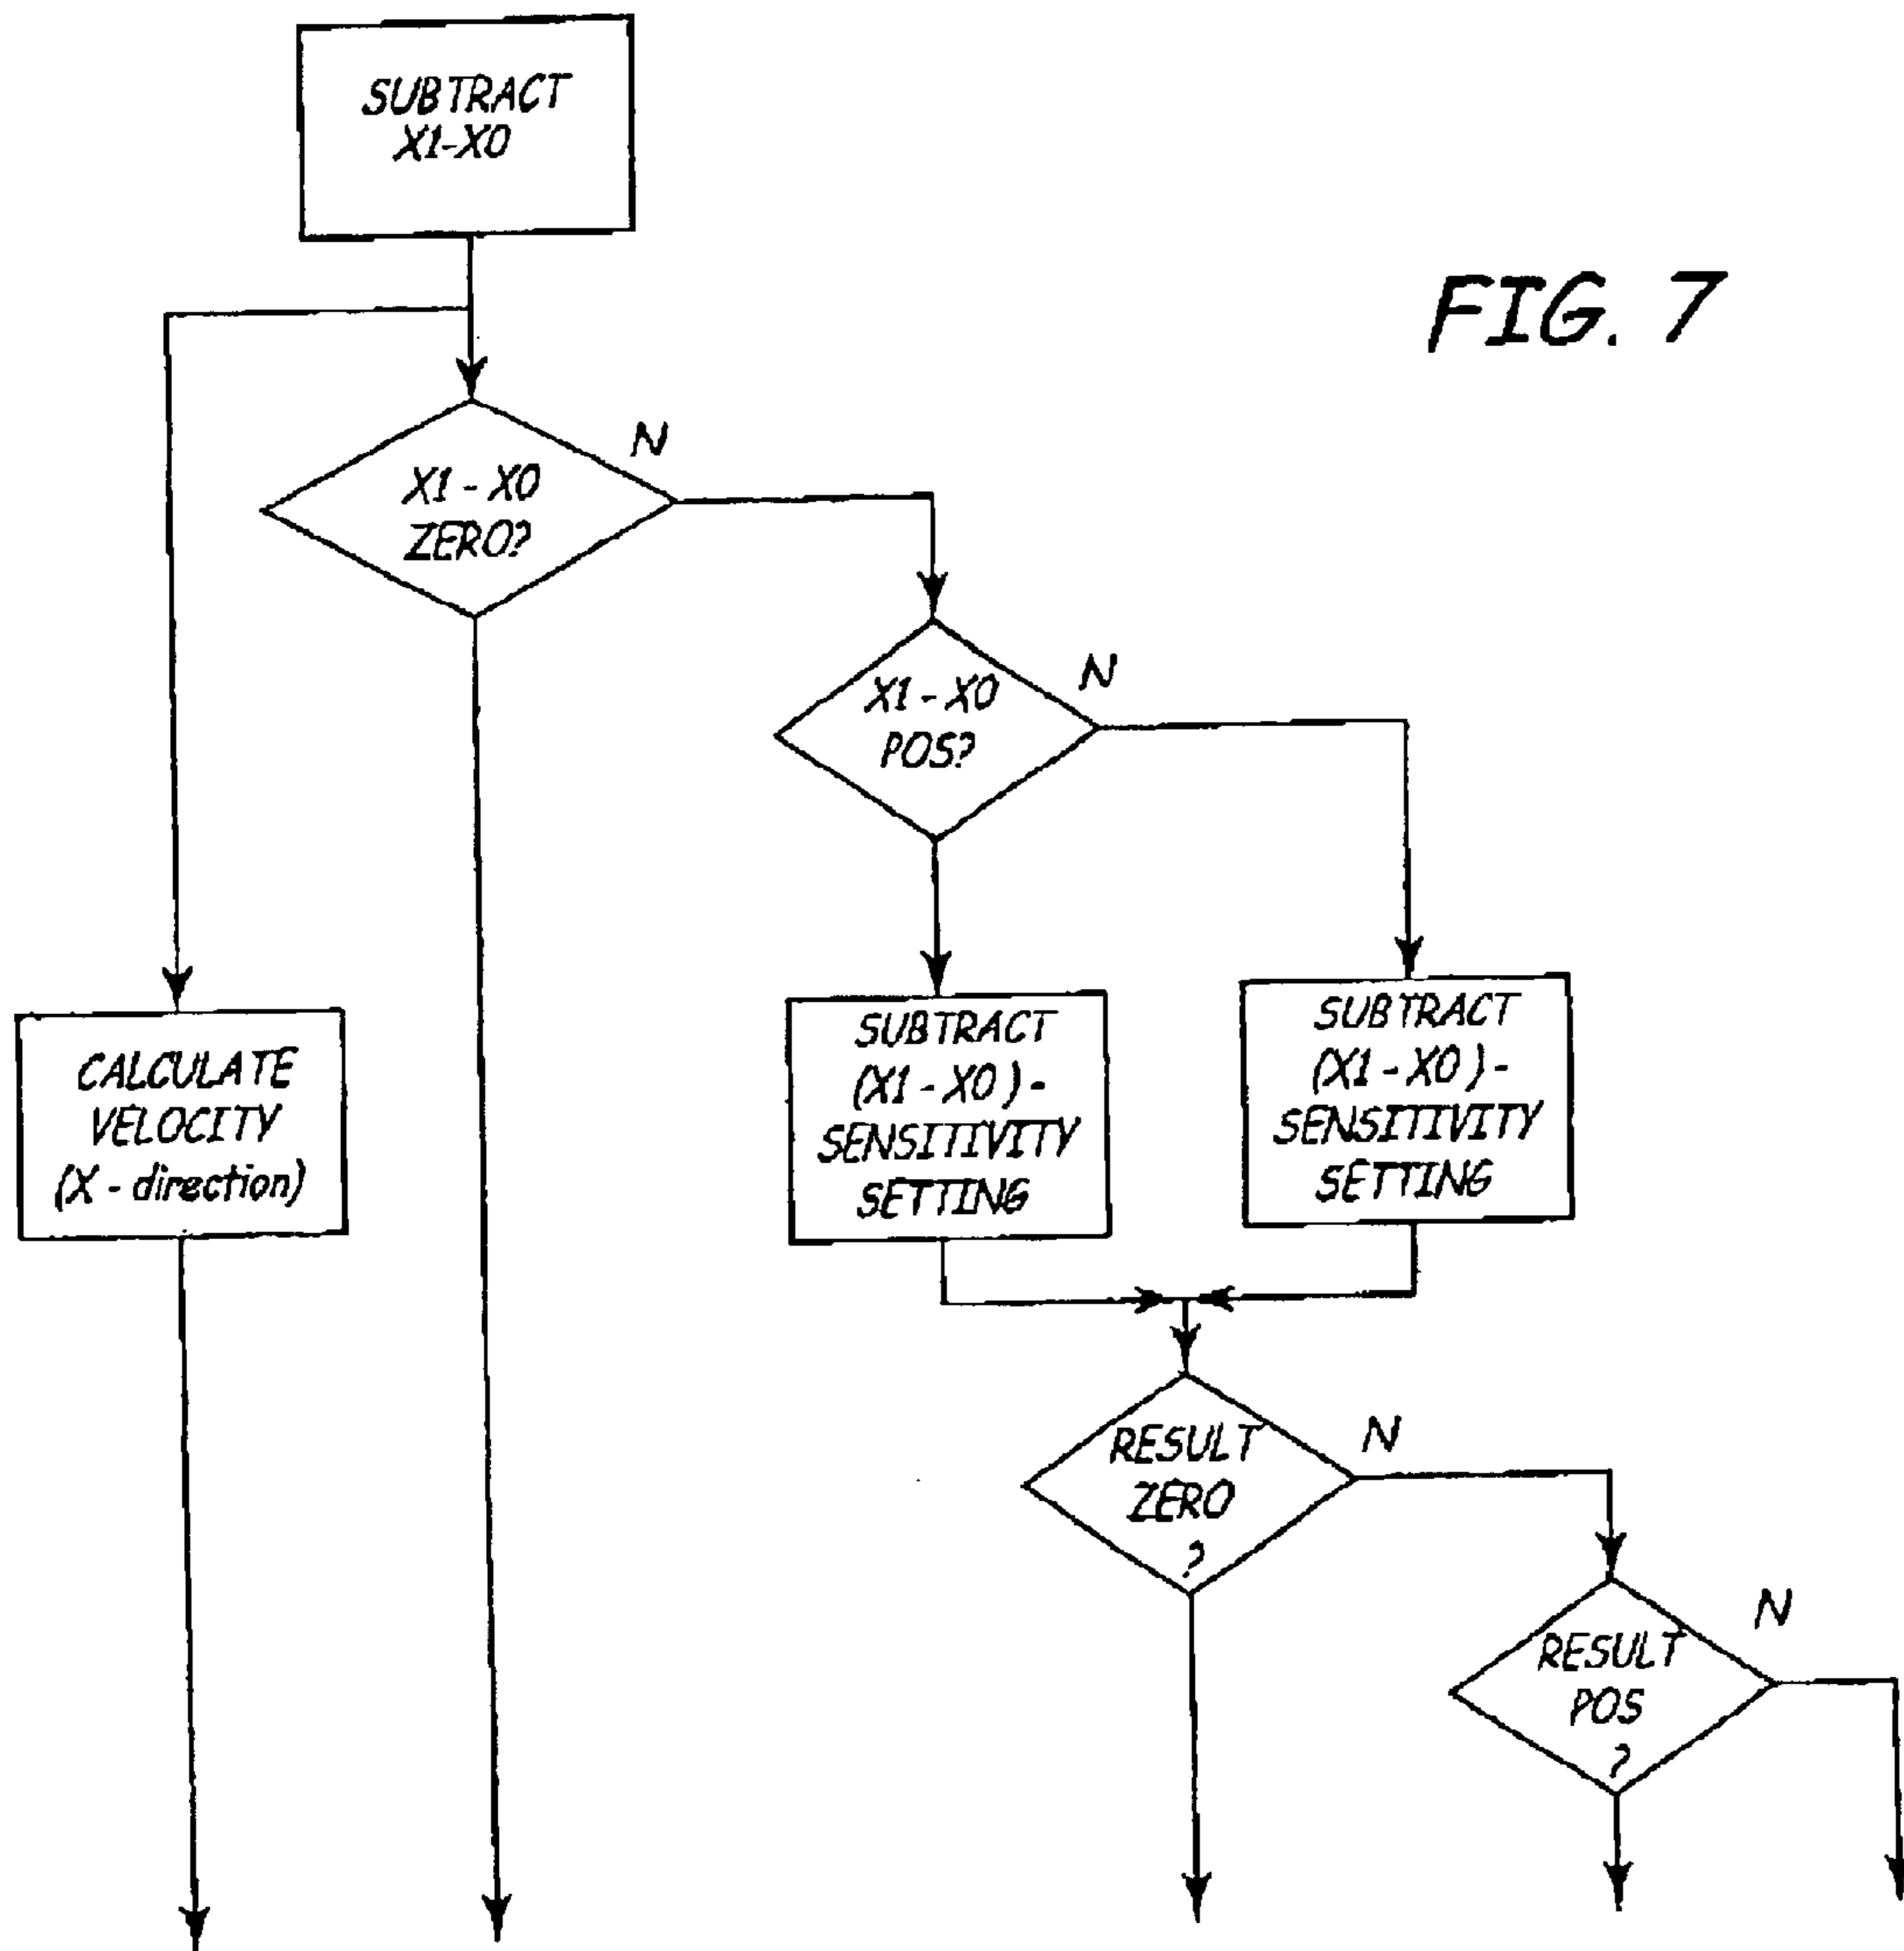 SUBTRACT
X1-X0
FIG. 7
N
X1 - X0
ZERO?
N
X1 - X0
POS?
CALCULATE
VELOCITY
(X - direction)
SUBTRACT
(X1 - X0) -
SENSITIVITY
SETTING
SUBTRACT
(X1 - X0) -
SENSITIVITY
SETTING
N
RESULT
ZERO
?
N
RESULT
POS
?